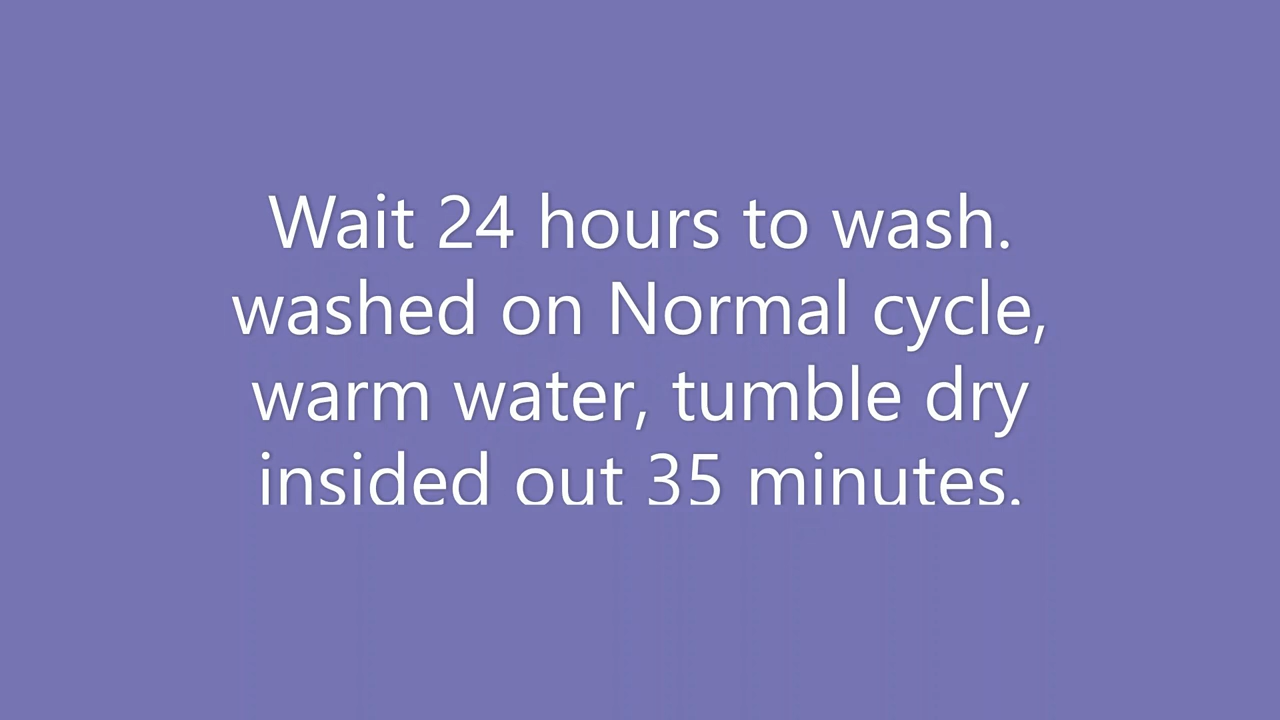 Wait 24 hours to wash.
washed on Normal cycle,
warm water, tumble dry
insided out 35 minutes.